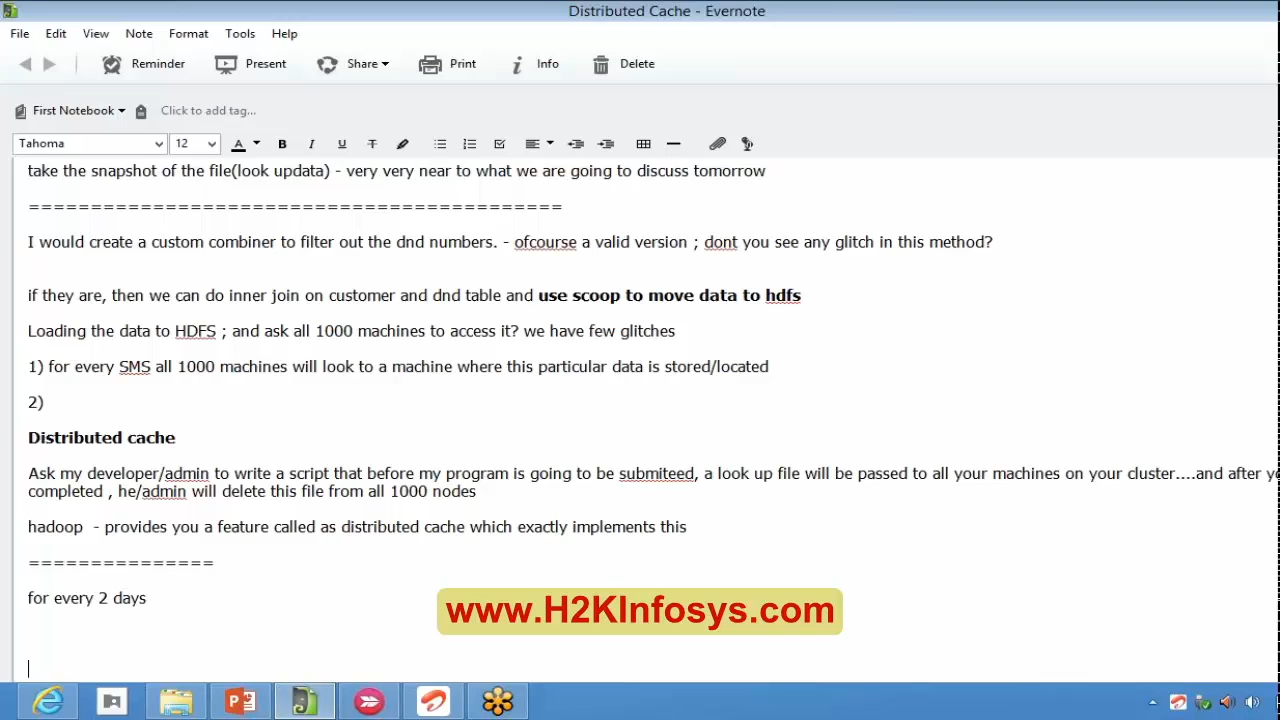 Distributed Cache - Evernote
File Edit View Note Format Tools Help
Reminder Present Share Print Info Delete
First Notebook Click to add tag...
Tahoma 12 A B I U T
take the snapshot of the file(look updata) - very very near to what we are going to discuss tomorrow
===========================================
I would create a custom combiner to filter out the dnd numbers. - ofcourse a valid version ; dont you see any glitch in this method?
if they are, then we can do inner join on customer and dnd table and use scoop to move data to hdfs
Loading the data to HDFS ; and ask all 1000 machines to access it? we have few glitches
1) for every SMS all 1000 machines will look to a machine where this particular data is stored/located
2)
Distributed cache
Ask my developer/admin to write a script that before my program is going to be submiteed, a look up file will be passed to all your machines on your cluster....and after
completed , he/admin will delete this file from all 1000 nodes
hadoop - provides you a feature called as distributed cache which exactly implements this
===============
for every 2 days
www.H2KInfosys.com